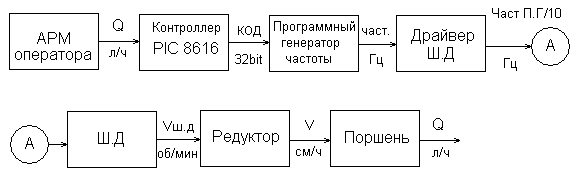 АРМ
оператора
Q
л/ч
Контроллер
PIC 8616
КОД
32bit
Программный
генератор
частоты
част.
Гц
Драйвер
Ш.Д
Част П.Г/10
Гц
А
А
Ш.Д
Vш.д
об/мин
Редуктор
V
см/ч
Поршень
Q
л/ч